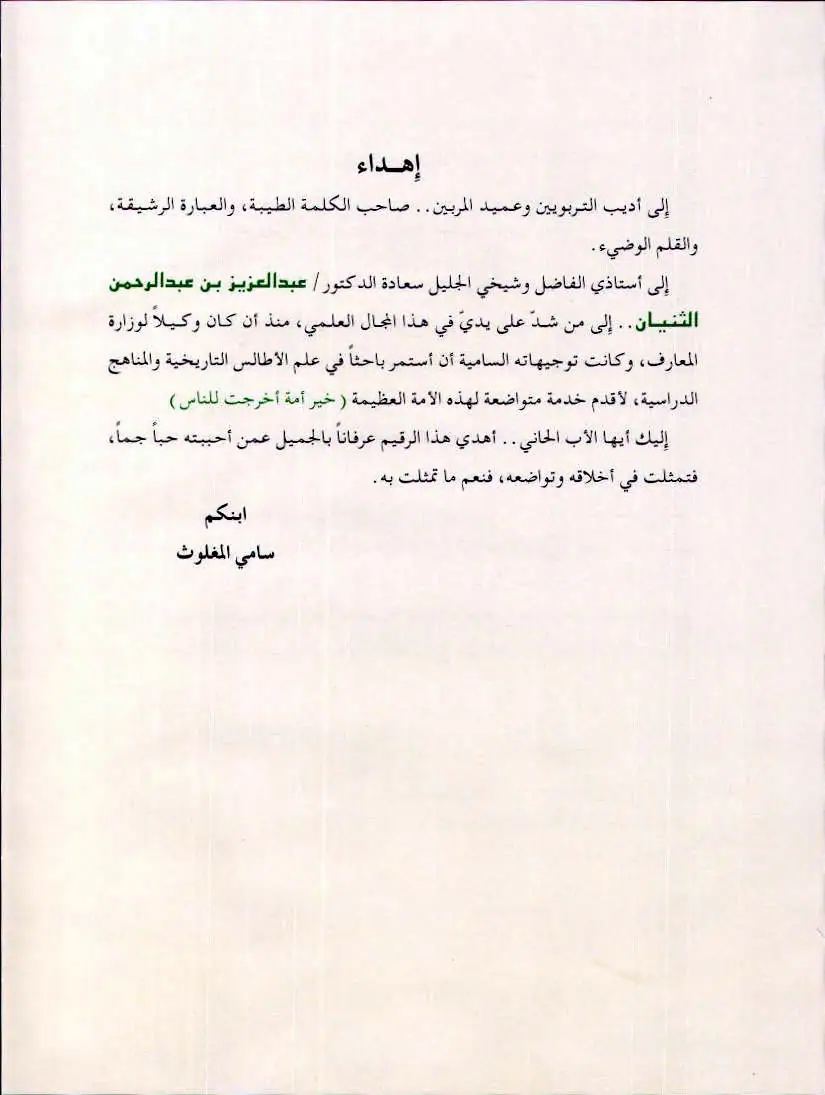 إهـداء
إلى أديب التربويين وعميد المربين.. صاحب الكلمة الطيبة، والعبارة الرشيقة،
والقلم الوضيء.
إلى أستاذي الفاضل وشيخي الجليل سعادة الدكتور/ عبدالعزيز بن عبدالرحمن
الثنيان.. إلى من شدّ على يديّ في هذا المجال العلمي، منذ أن كان وكيلاً لوزارة
المعارف، وكانت توجيهاته السامية أن أستمر باحثاً في علم الأطالس التاريخية والمناهج
الدراسية، لأقدم خدمة متواضعة لهذه الأمة العظيمة (خير أمة أخرجت للناس)
إليك أيها الأب الحاني.. أهدي هذا الرقيم عرفاناً بالجميل عمن أحببته حباً جماً،
فتمثلت في أخلاقه وتواضعه، فنعم ما تمثلت به.
ابنكم
سامي المغلوث